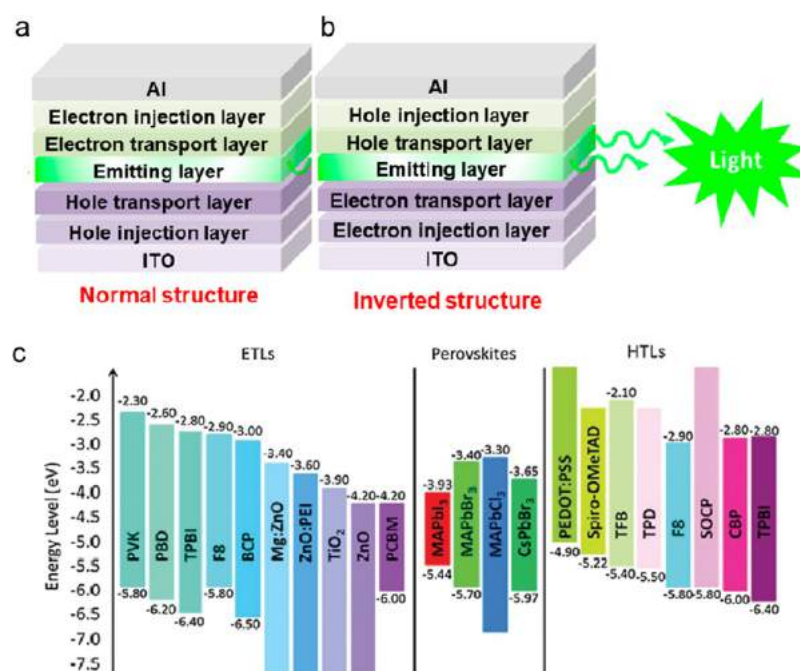 a
Al
Electron injection layer
Electron transport layer
Emitting layer
Hole transport layer
Hole injection layer
ITO
Normal structure
b
Al
Hole injection layer
Hole transport layer
Emitting layer
Electron transport layer
Electron injection layer
ITO
Inverted structure
Light
c
ETLs
Perovskites
HTLs
Energy Level (eV)
-2.0
-2.5
-3.0
-3.5
-4.0
-4.5
-5.0
-5.5
-6.0
-6.5
-7.0
-7.5
-2.30
PVK
-5.80
-2.60
PBD
-6.20
-2.80
TPBI
-6.40
-2.90
F8
-5.80
-3.00
BCP
-6.50
-3.40
Mg:ZnO
-3.60
ZnO:PEI
-3.90
TiO₂
-4.20
ZnO
-4.20
PCBM
-6.00
-3.93
MAPbI₃
-5.44
-3.40
MAPbBr₃
-5.70
-3.30
MAPbCl₃
-3.65
CsPbBr₃
-5.97
PEDOT:PSS
-4.90
Spiro-OMeTAD
-5.22
-2.10
TFB
-5.40
TPD
-5.50
-2.90
F8
-5.80
SOCP
-5.80
-2.80
CBP
-6.00
-2.80
TPBI
-6.40